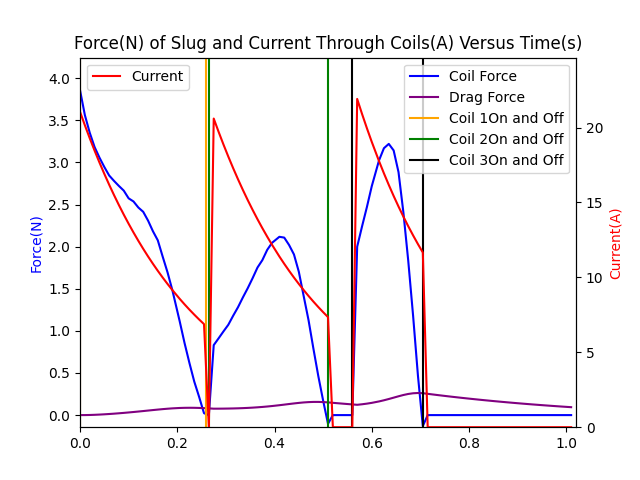 Force(N) of Slug and Current Through Coils(A) Versus Time(s)
Current
Coil Force
Drag Force
Coil 1On and Off
Coil 2On and Off
Coil 3On and Off
Force(N)
4.0
3.5
3.0
2.5
2.0
1.5
1.0
0.5
0.0
Current(A)
20
15
10
5
0
0.0 0.2 0.4 0.6 0.8 1.0